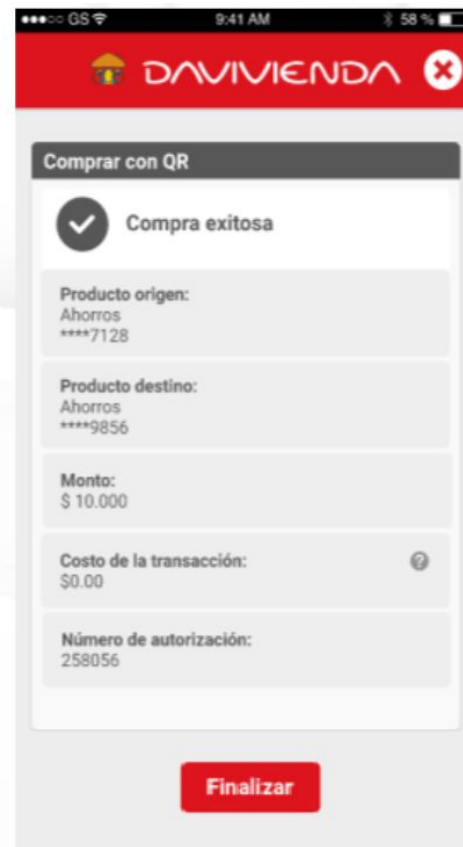 GS 9:41 AM 58 %
DAVIVIENDA
Comprar con QR
Compra exitosa
Producto origen:
Ahorros
****7128
Producto destino:
Ahorros
****9856
Monto:
$ 10.000
Costo de la transacción:
$0.00
Número de autorización:
258056
Finalizar